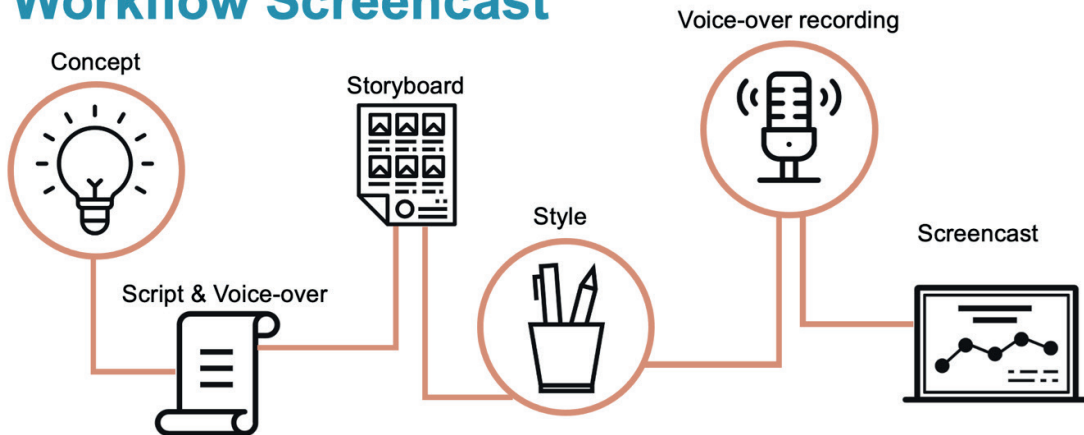 Workflow Screencast
Concept
Script & Voice-over
Storyboard
Style
Voice-over recording
Screencast